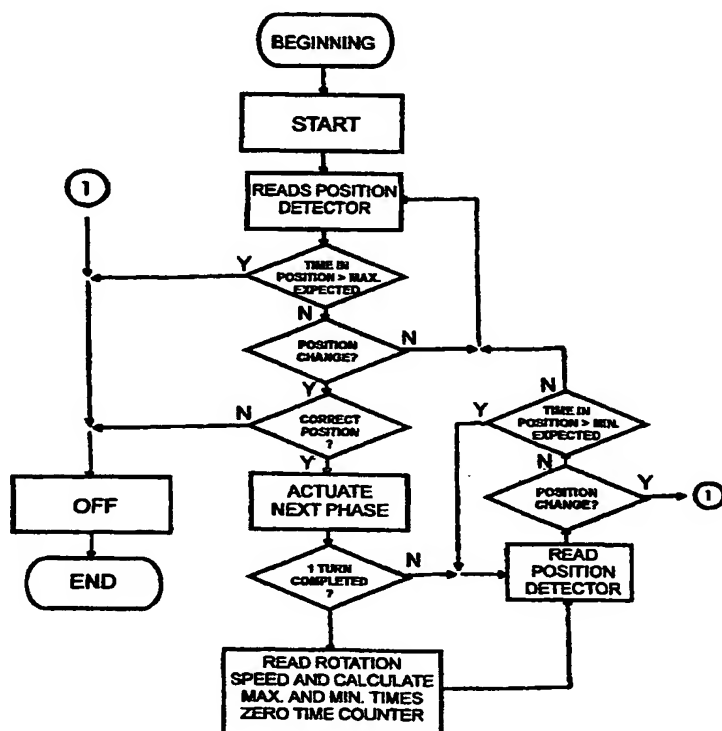 BEGINNING
START
1
READS POSITION
DETECTOR
Y
TIME IN
POSITION > MAX.
EXPECTED
N
POSITION
CHANGE?
N
Y
N
CORRECT
POSITION
?
Y
N
Y
TIME IN
POSITION > MIN.
EXPECTED
N
POSITION
CHANGE?
Y
1
OFF
ACTUATE
NEXT PHASE
END
1 TURN
COMPLETED
?
N
READ
POSITION
DETECTOR
READ ROTATION
SPEED AND CALCULATE
MAX. AND MIN. TIMES
ZERO TIME COUNTER